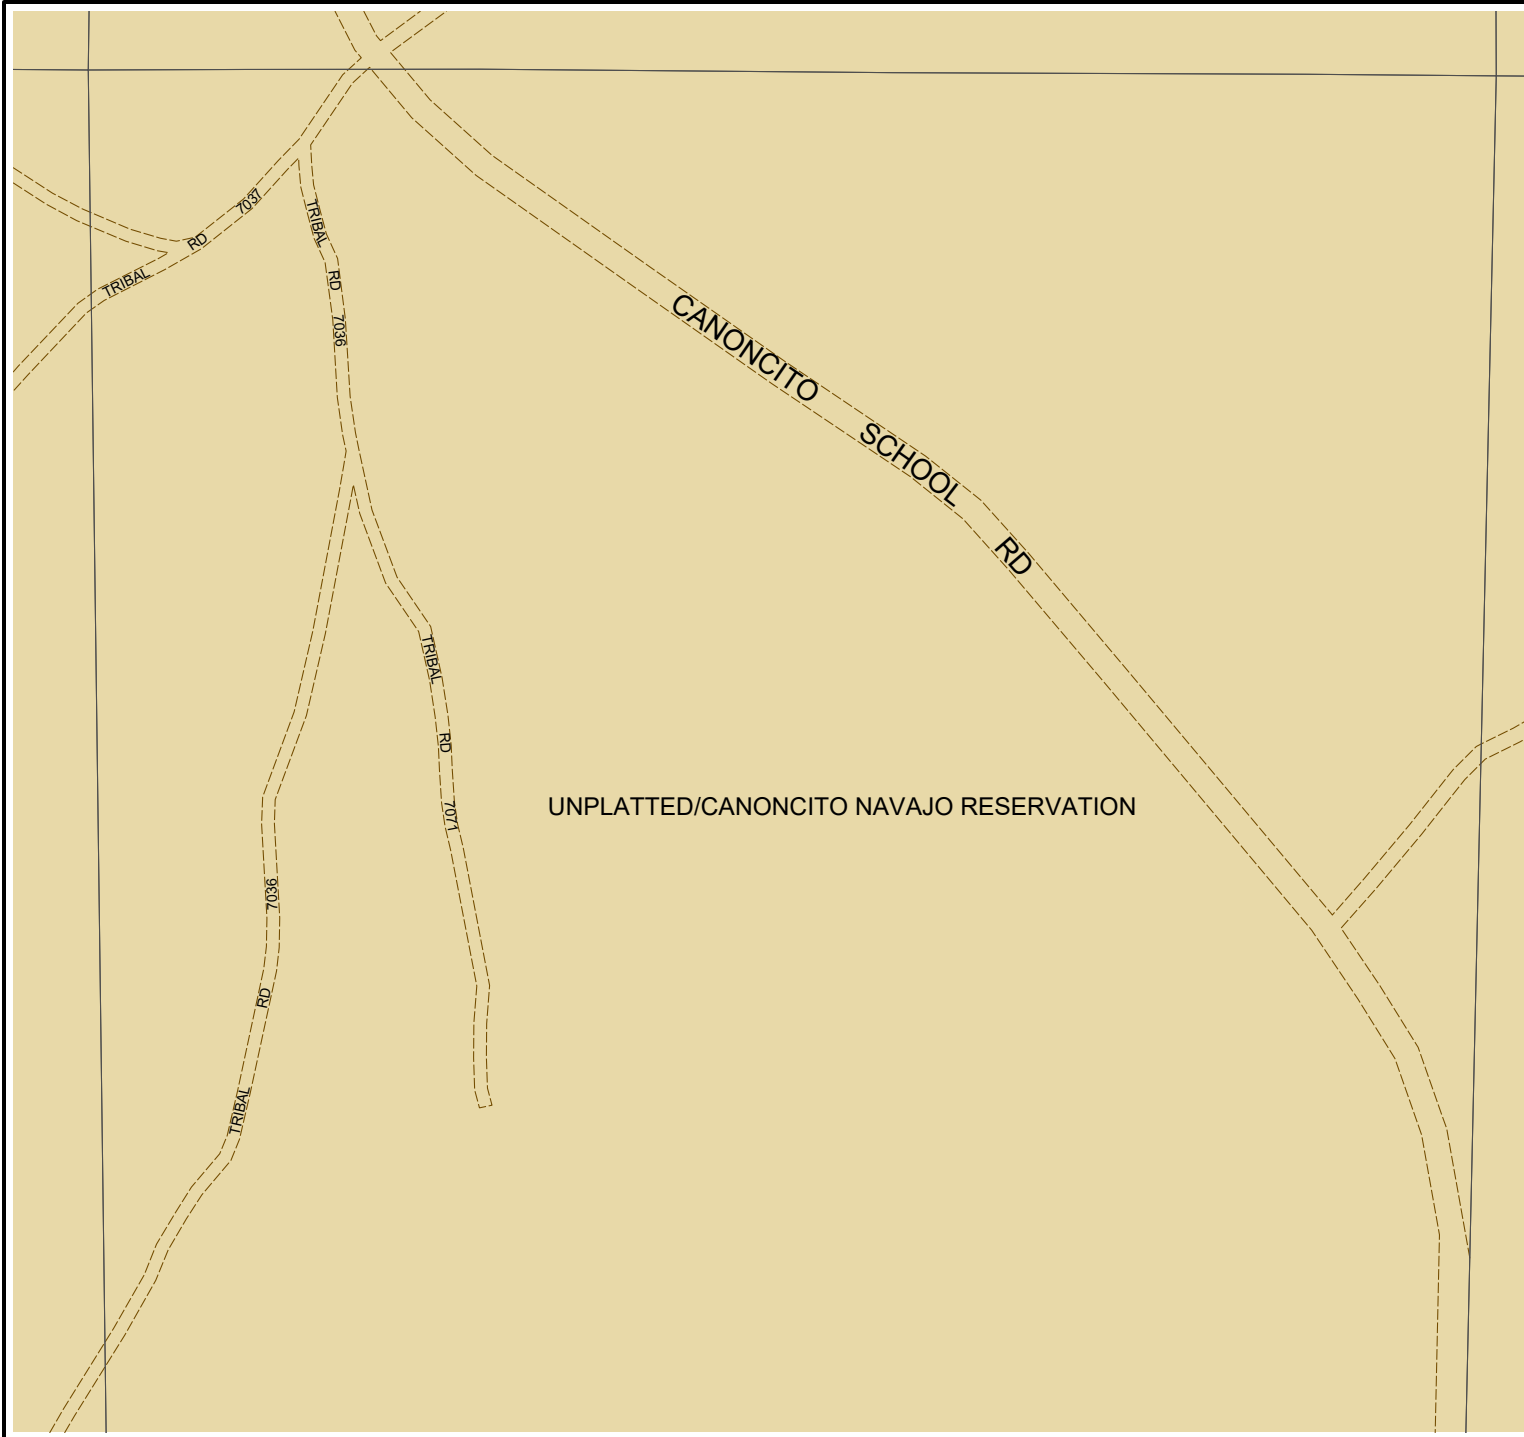 TRIBAL RD 7037
TRIBAL RD 7036
CANONCITO SCHOOL RD
TRIBAL RD 7071
UNPLATTED/CANONCITO NAVAJO RESERVATION
TRIBAL RD 7036